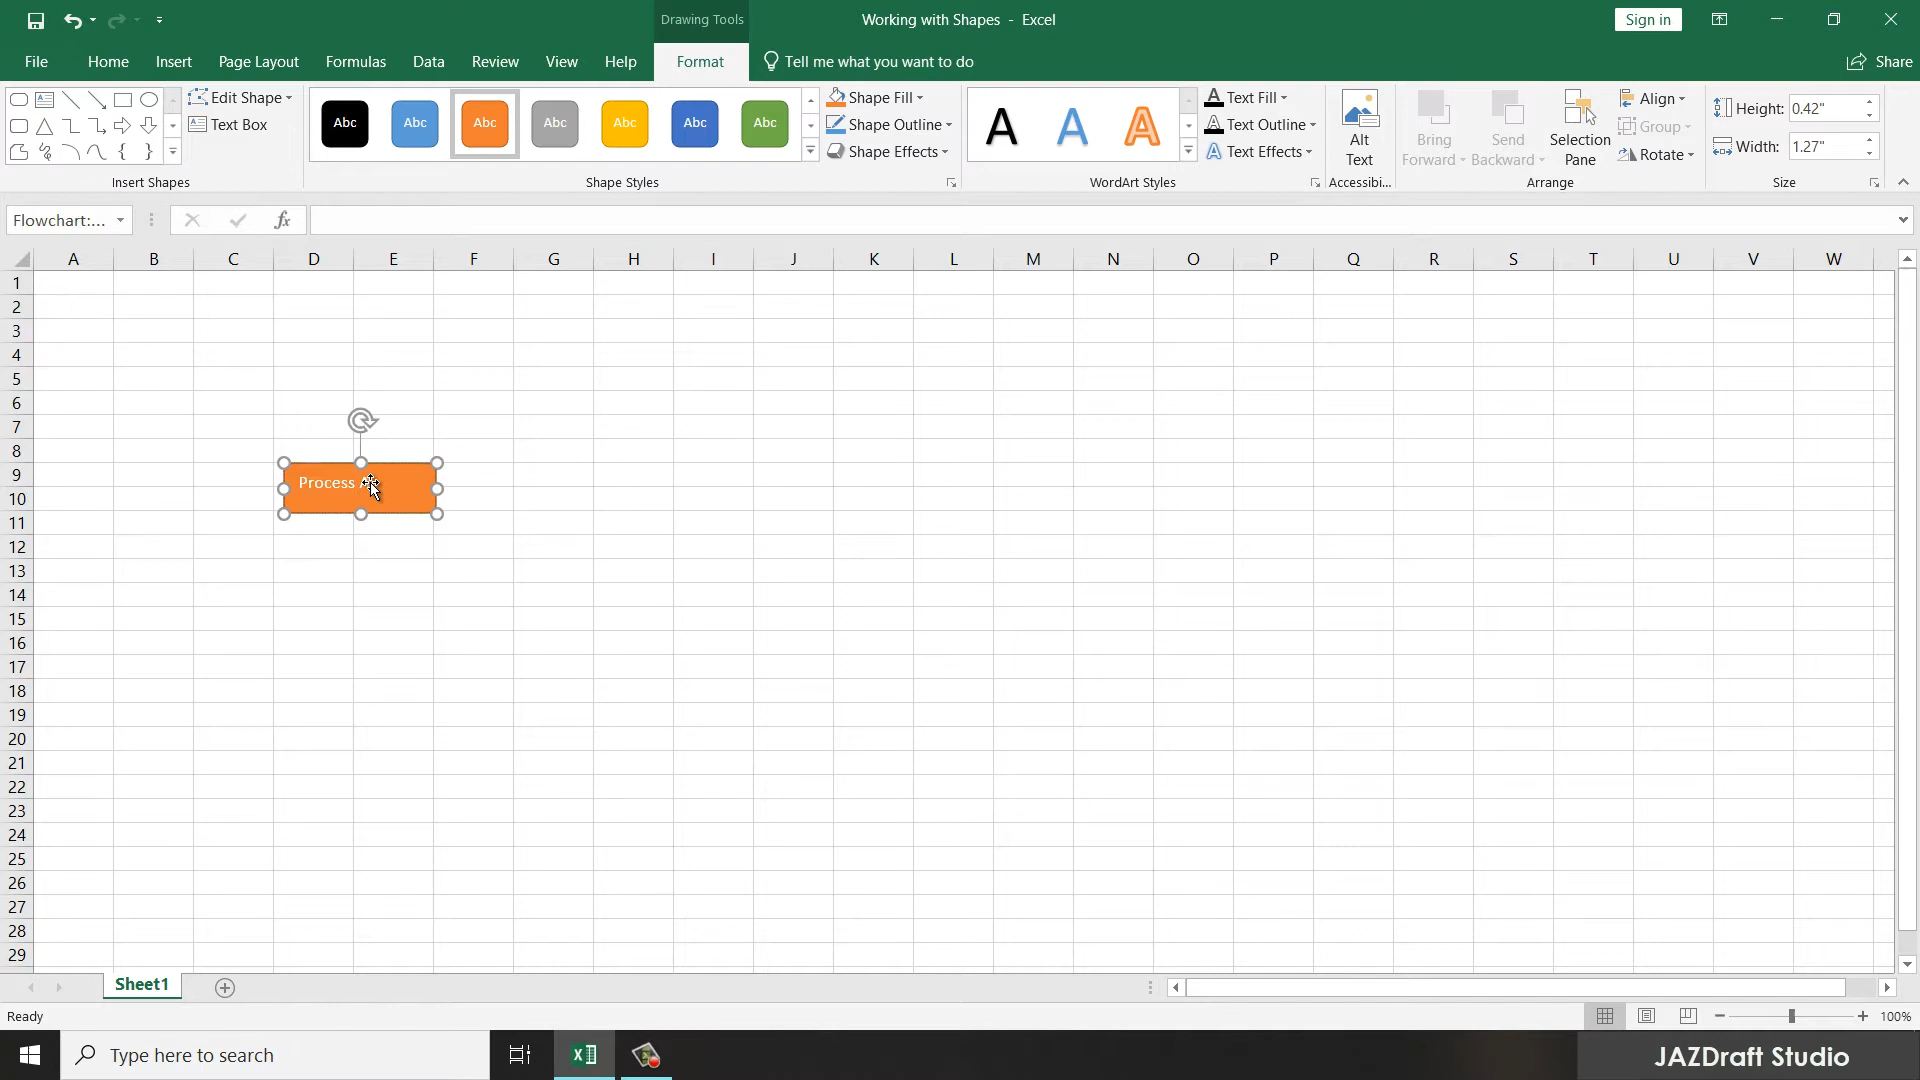 Drawing Tools
Working with Shapes - Excel
Sign in
File
Home
Insert
Page Layout
Formulas
Data
Review
View
Help
Format
Tell me what you want to do
Share
Edit Shape
Text Box
Insert Shapes
Abc
Abc
Abc
Abc
Abc
Abc
Abc
Shape Fill
Shape Outline
Shape Effects
Shape Styles
A
A
A
Text Fill
Text Outline
Text Effects
WordArt Styles
Alt
Text
Accessibi...
Bring
Forward
Send
Backward
Selection
Pane
Align
Group
Rotate
Arrange
Height: 0.42"
Width: 1.27"
Size
Flowchart:...
fx
A B C D E F G H I J K L M N O P Q R S T U V W
1
2
3
4
5
6
7
8
9
10
11
12
13
14
15
16
17
18
19
20
21
22
23
24
25
26
27
28
29
Process
Sheet1
Ready
100%
Type here to search
JAZDraft Studio